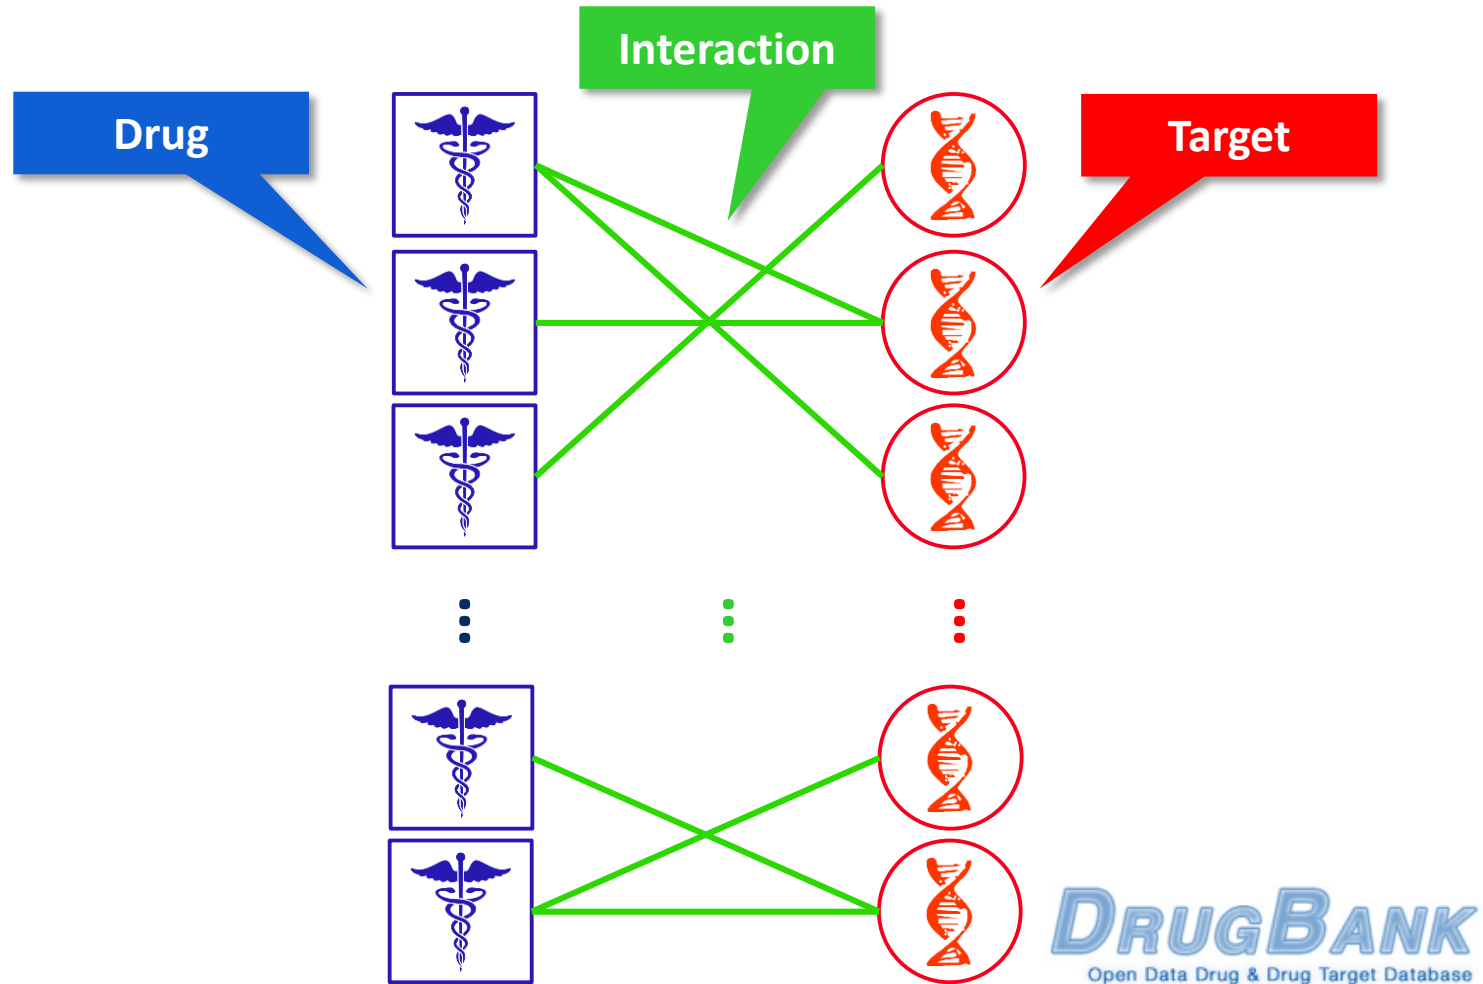 Interaction
Drug
Target
DRUGBANK
Open Data Drug & Drug Target Database